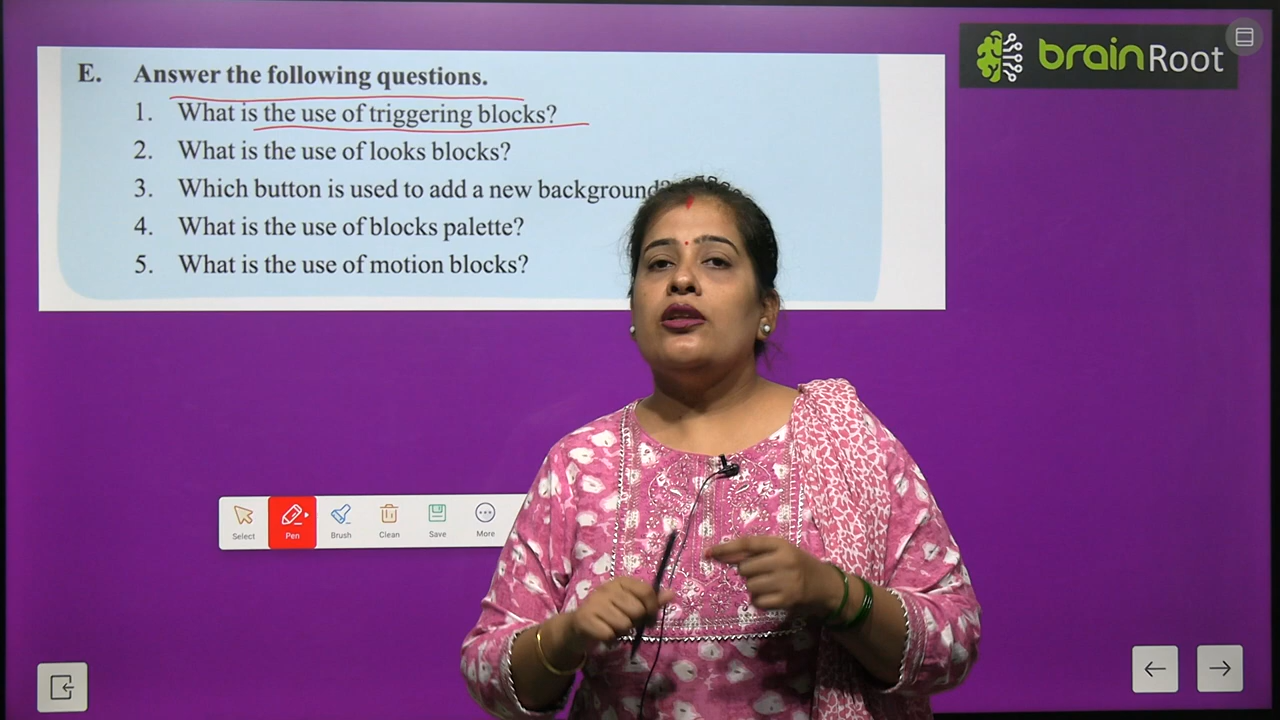 brainRoot
E. Answer the following questions.
1. What is the use of triggering blocks?
2. What is the use of looks blocks?
3. Which button is used to add a new background?
4. What is the use of blocks palette?
5. What is the use of motion blocks?
Select Pen Brush Clean Save More